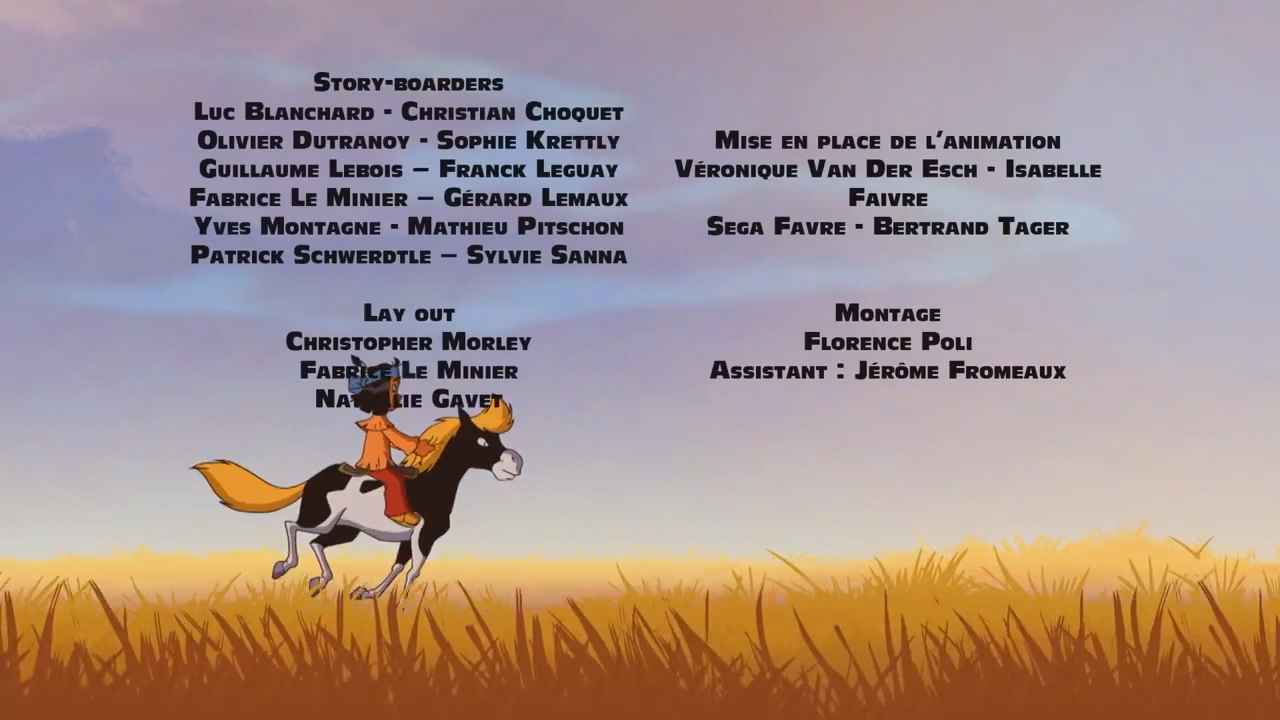 Story-boarders
Luc Blanchard - Christian Choquet
Olivier Dutranoy - Sophie Krettly
Guillaume Lebois – Franck Leguay
Fabrice Le Minier – Gérard Lemaux
Yves Montagne - Mathieu Pitschon
Patrick Schwerdtle – Sylvie Sanna
Lay out
Christopher Morley
Fabrice Le Minier
Nathalie Gavet
Mise en place de l'animation
Véronique Van Der Esch - Isabelle
Faivre
Sega Favre - Bertrand Tager
Montage
Florence Poli
Assistant : Jérôme Fromeaux